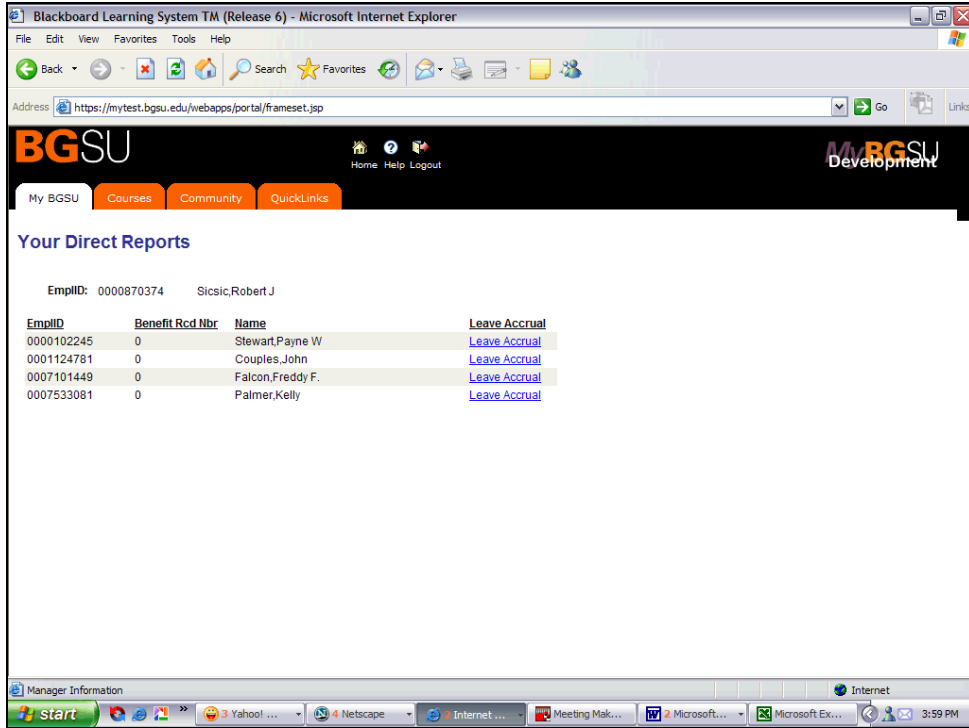 Blackboard Learning System TM (Release 6) - Microsoft Internet Explorer
File Edit View Favorites Tools Help
Back Search Favorites
Address https://mytest.bgsu.edu/webapps/portal/frameset.jsp Go Links
BGSU Home Help Logout MyBGSU Development
My BGSU Courses Community QuickLinks
Your Direct Reports
EmplID: 0000870374 Sicsic,Robert J
EmplID Benefit Rcd Nbr Name Leave Accrual
0000102245 0 Stewart,Payne W Leave Accrual
0001124781 0 Couples,John Leave Accrual
0007101449 0 Falcon,Freddy F. Leave Accrual
0007533081 0 Palmer,Kelly Leave Accrual
Manager Information Internet
start » 3 Yahoo! ... 4 Netscape 2 Internet ... Meeting Mak... 2 Microsoft... Microsoft Ex... 3:59 PM